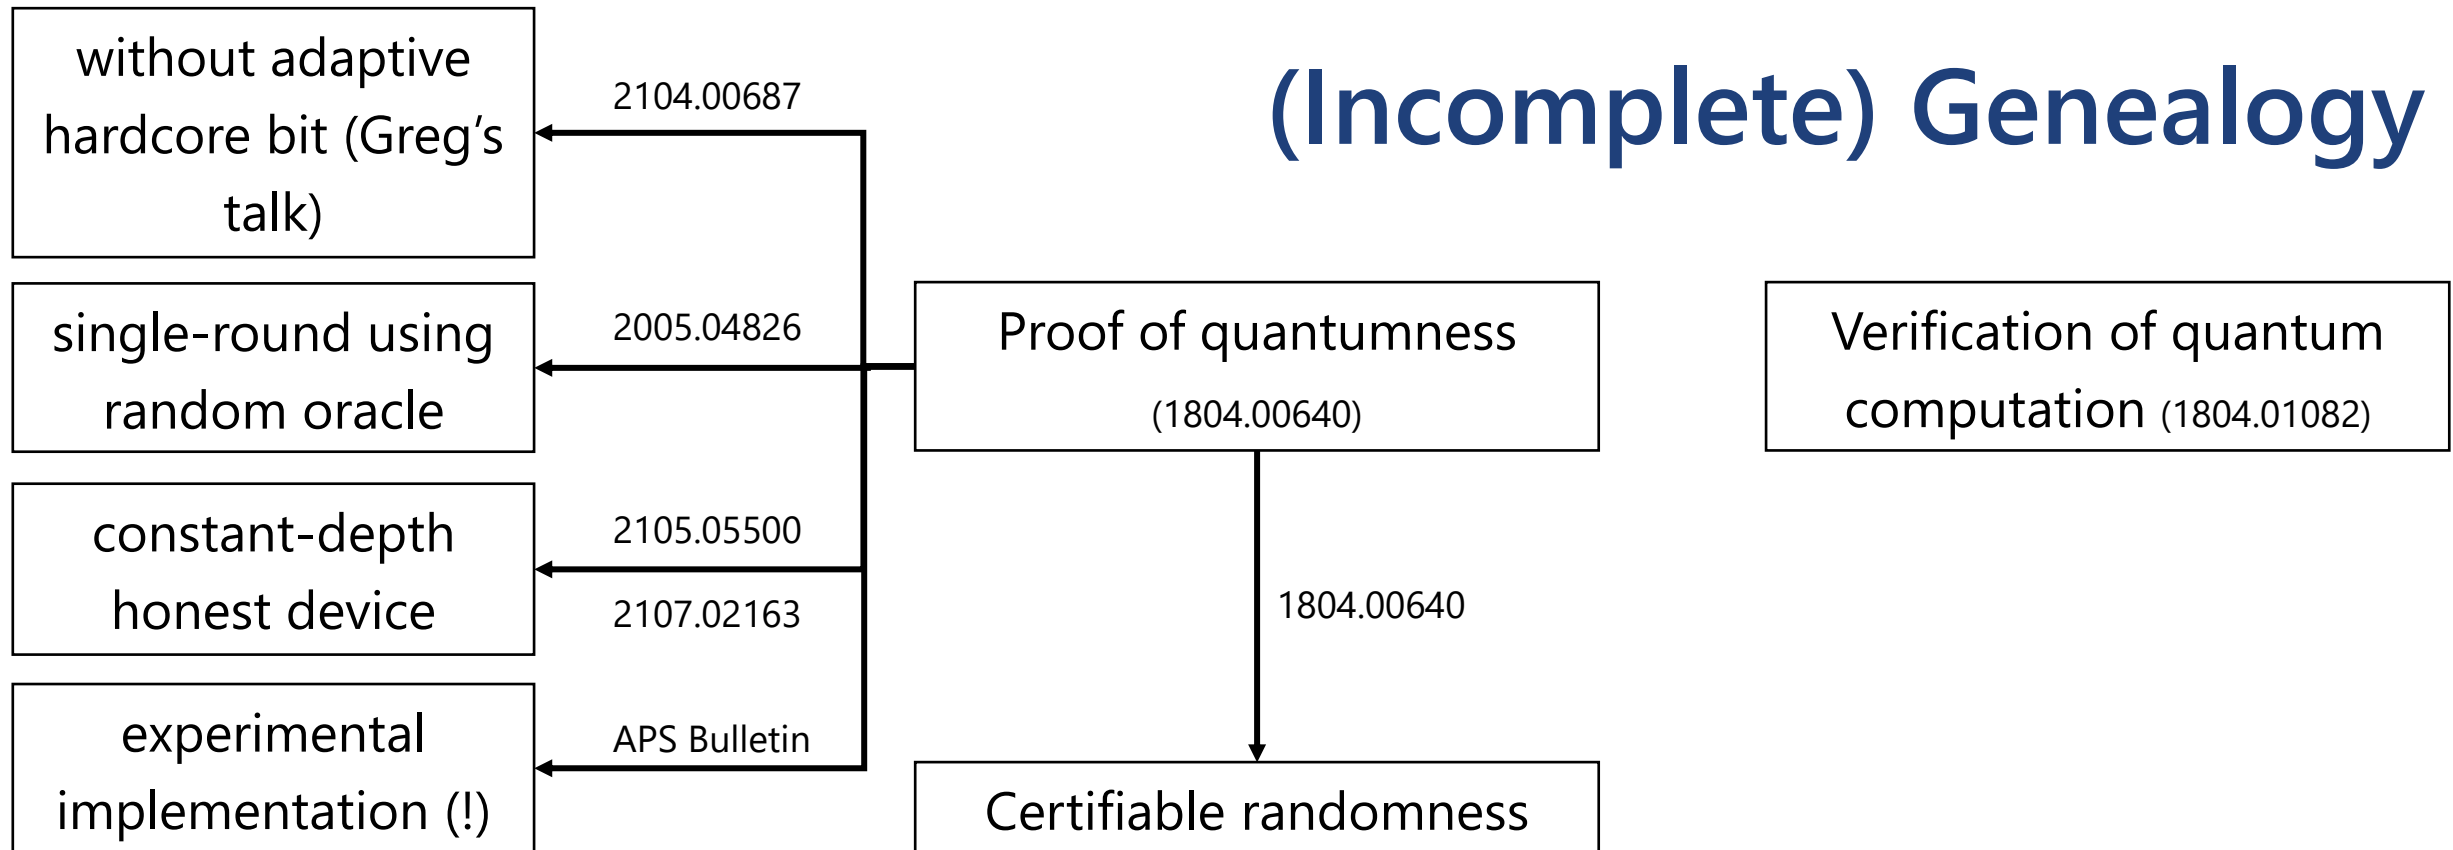 (Incomplete) Genealogy
without adaptive
hardcore bit (Greg’s
talk)
2104.00687
single-round using
random oracle
2005.04826
constant-depth
honest device
2105.05500
2107.02163
experimental
implementation (!)
APS Bulletin
Proof of quantumness
(1804.00640)
1804.00640
Certifiable randomness
Verification of quantum
computation (1804.01082)